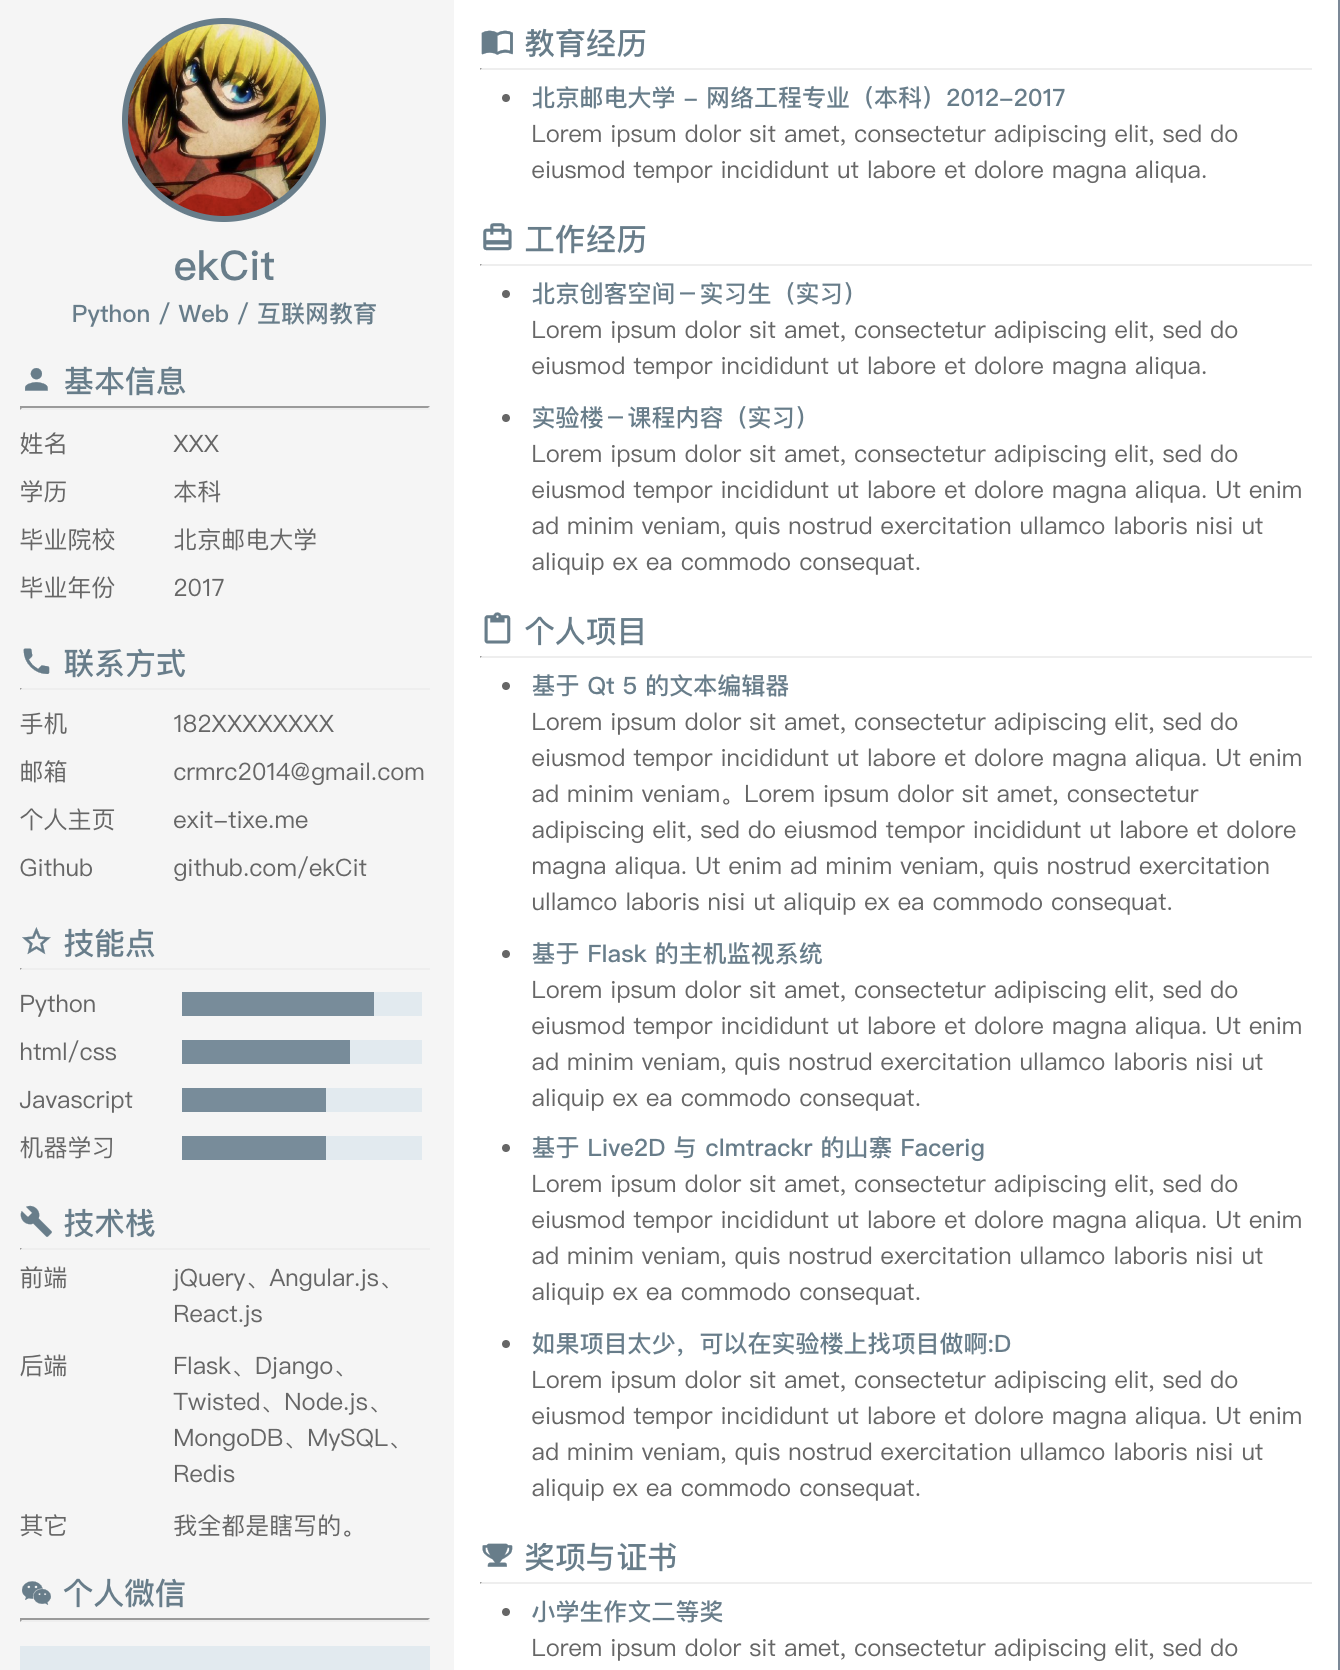 ekCit
Python / Web / 互联网教育
基本信息
姓名 XXX
学历 本科
毕业院校 北京邮电大学
毕业年份 2017
联系方式
手机 182XXXXXXXX
邮箱 crmrc2014@gmail.com
个人主页 exit-tixe.me
Github github.com/ekCit
技能点
Python
html/css
Javascript
机器学习
技术栈
前端 jQuery、Angular.js、
React.js
后端 Flask、Django、
Twisted、Node.js、
MongoDB、MySQL、
Redis
其它 我全都是瞎写的。
个人微信
教育经历
北京邮电大学 - 网络工程专业（本科）2012-2017
Lorem ipsum dolor sit amet, consectetur adipiscing elit, sed do
eiusmod tempor incididunt ut labore et dolore magna aliqua.
工作经历
北京创客空间－实习生（实习）
Lorem ipsum dolor sit amet, consectetur adipiscing elit, sed do
eiusmod tempor incididunt ut labore et dolore magna aliqua.
实验楼－课程内容（实习）
Lorem ipsum dolor sit amet, consectetur adipiscing elit, sed do
eiusmod tempor incididunt ut labore et dolore magna aliqua. Ut enim
ad minim veniam, quis nostrud exercitation ullamco laboris nisi ut
aliquip ex ea commodo consequat.
个人项目
基于 Qt 5 的文本编辑器
Lorem ipsum dolor sit amet, consectetur adipiscing elit, sed do
eiusmod tempor incididunt ut labore et dolore magna aliqua. Ut enim
ad minim veniam。Lorem ipsum dolor sit amet, consectetur
adipiscing elit, sed do eiusmod tempor incididunt ut labore et dolore
magna aliqua. Ut enim ad minim veniam, quis nostrud exercitation
ullamco laboris nisi ut aliquip ex ea commodo consequat.
基于 Flask 的主机监视系统
Lorem ipsum dolor sit amet, consectetur adipiscing elit, sed do
eiusmod tempor incididunt ut labore et dolore magna aliqua. Ut enim
ad minim veniam, quis nostrud exercitation ullamco laboris nisi ut
aliquip ex ea commodo consequat.
基于 Live2D 与 clmtrackr 的山寨 Facerig
Lorem ipsum dolor sit amet, consectetur adipiscing elit, sed do
eiusmod tempor incididunt ut labore et dolore magna aliqua. Ut enim
ad minim veniam, quis nostrud exercitation ullamco laboris nisi ut
aliquip ex ea commodo consequat.
如果项目太少，可以在实验楼上找项目做啊:D
Lorem ipsum dolor sit amet, consectetur adipiscing elit, sed do
eiusmod tempor incididunt ut labore et dolore magna aliqua. Ut enim
ad minim veniam, quis nostrud exercitation ullamco laboris nisi ut
aliquip ex ea commodo consequat.
奖项与证书
小学生作文二等奖
Lorem ipsum dolor sit amet, consectetur adipiscing elit, sed do